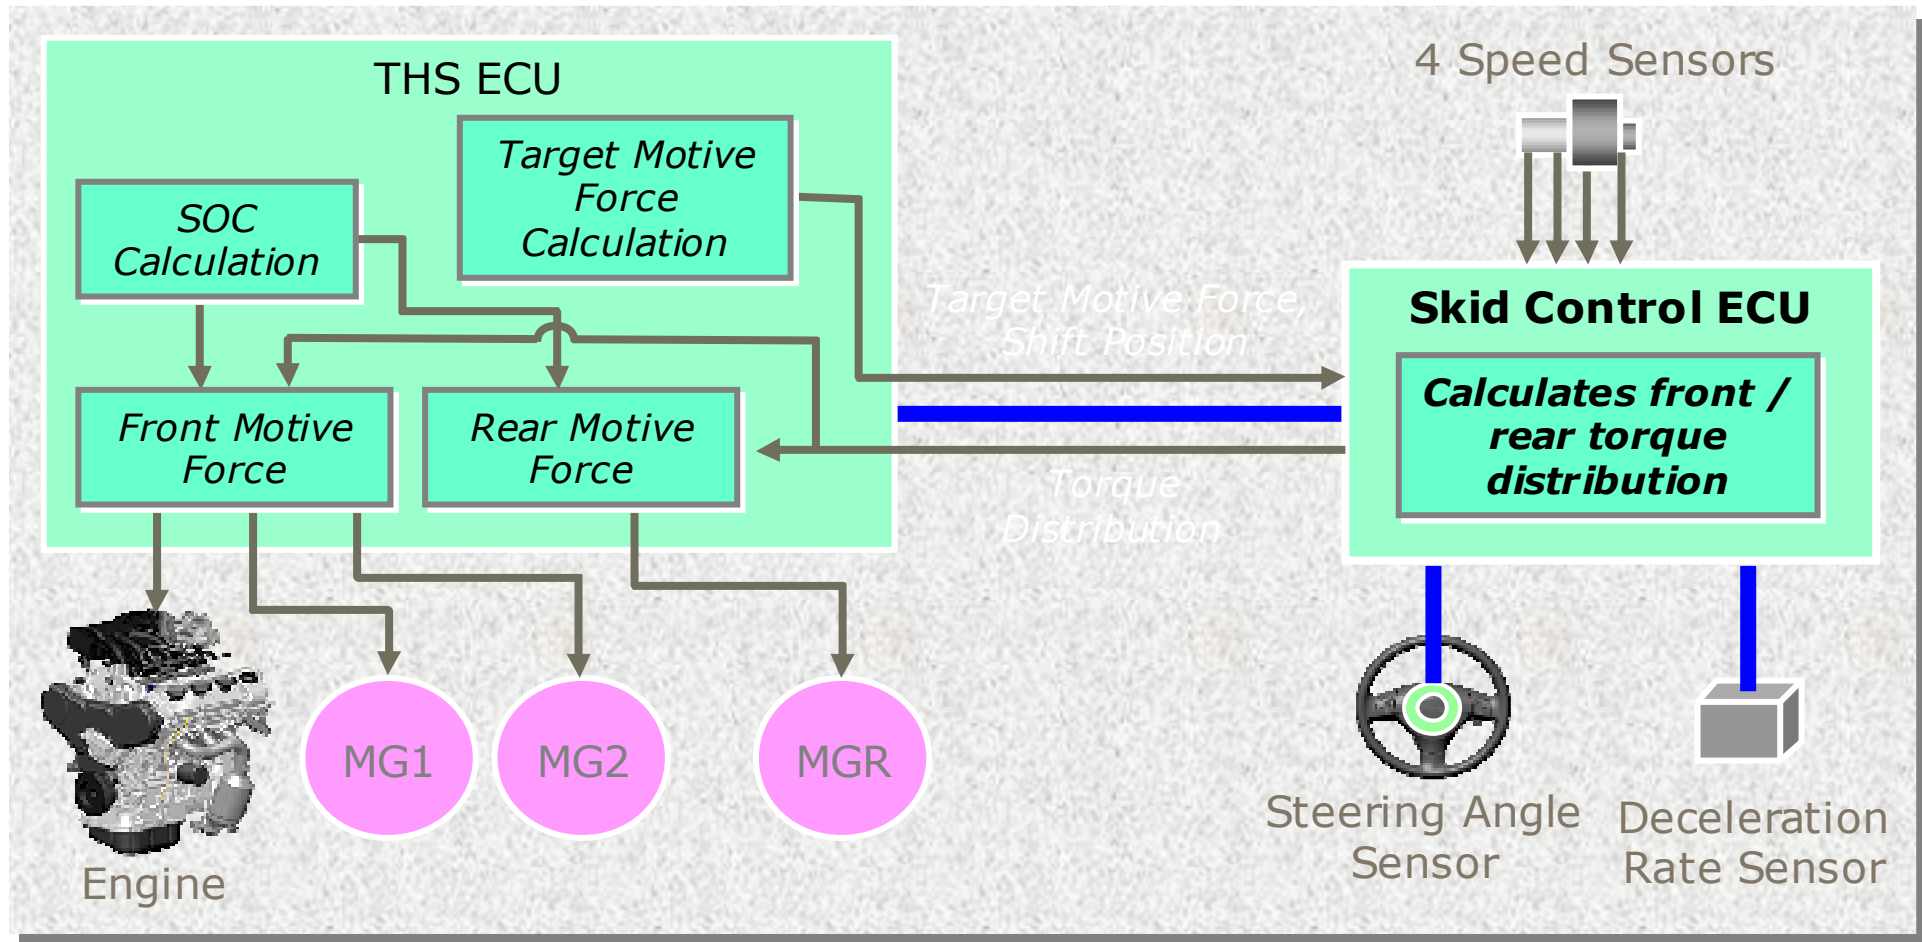 THS ECU
Target Motive
Force
Calculation
SOC
Calculation
Front Motive
Force
Rear Motive
Force
Target Motive Force,
Shift Position
Torque
Distribution
4 Speed Sensors
Skid Control ECU
Calculates front /
rear torque
distribution
Engine
MG1
MG2
MGR
Steering Angle
Sensor
Deceleration
Rate Sensor